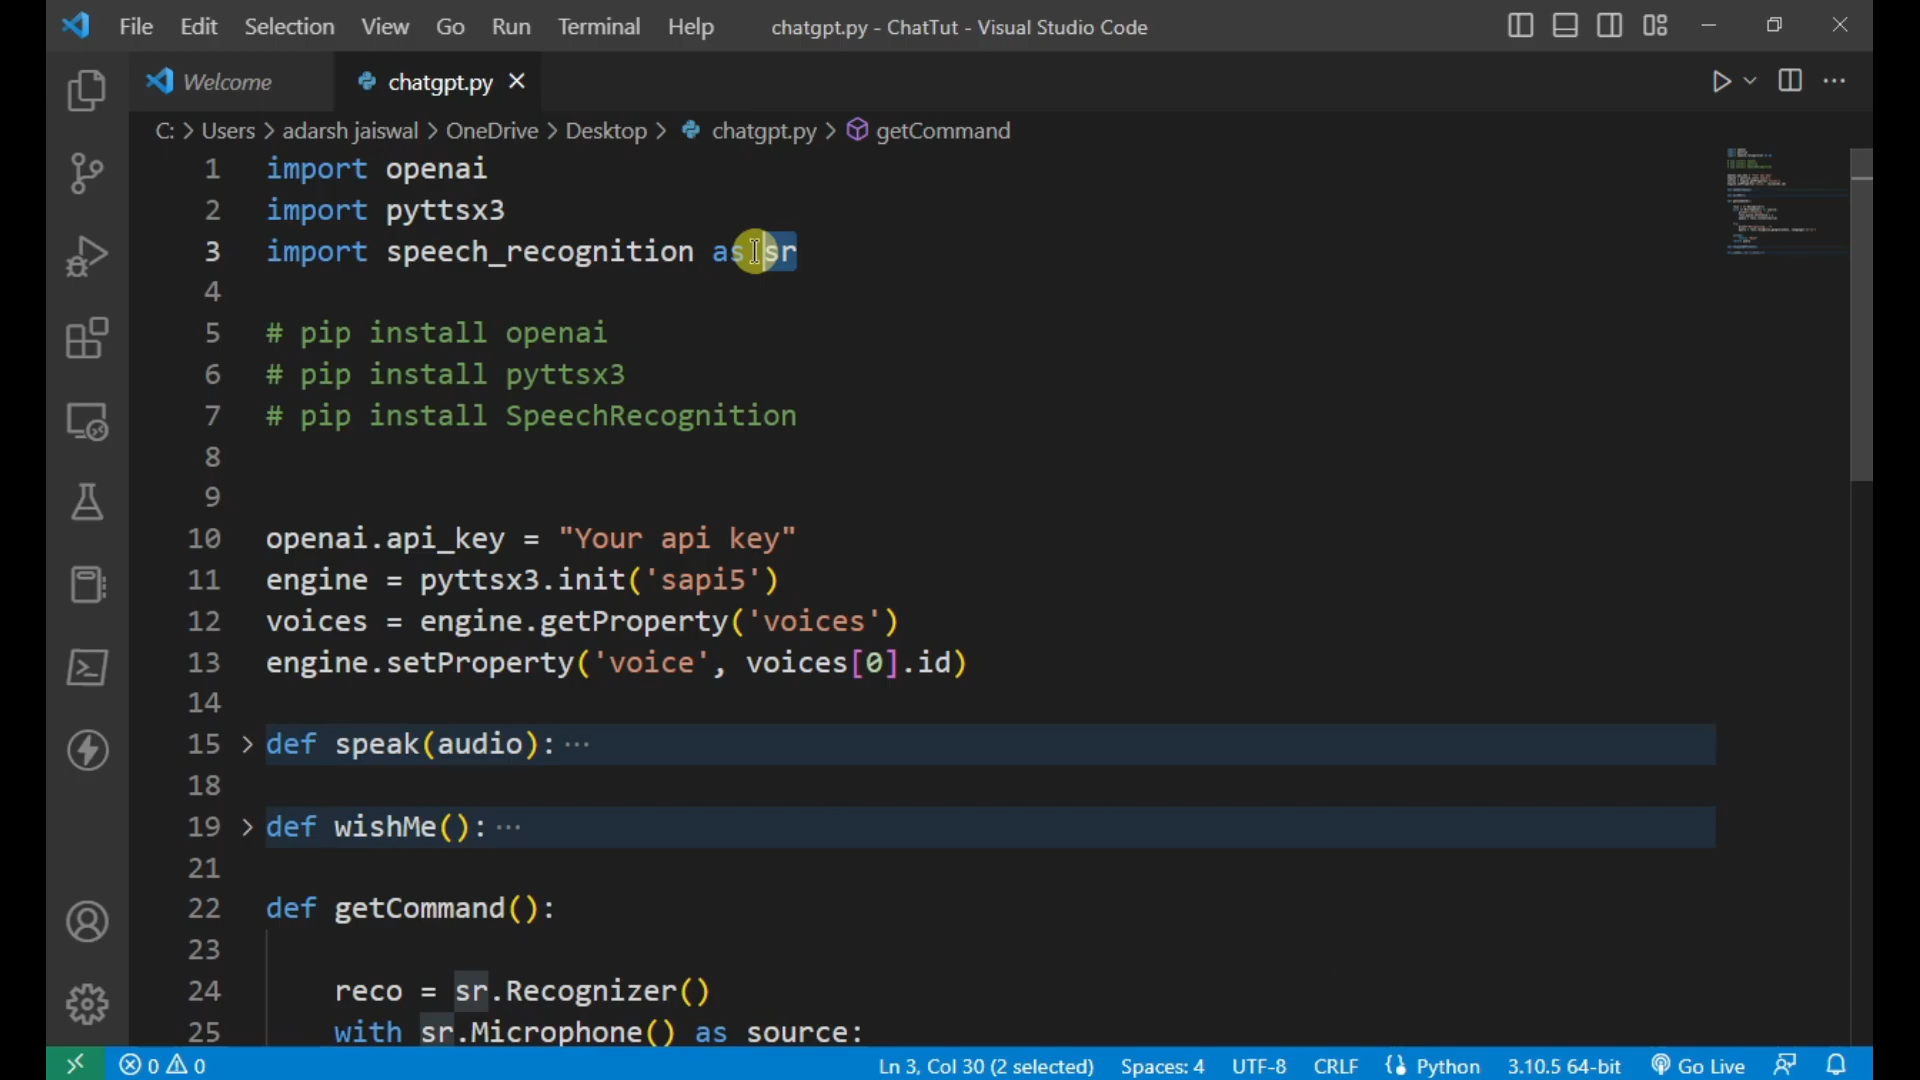 File Edit Selection View Go Run Terminal Help chatgpt.py - ChatTut - Visual Studio Code
Welcome chatgpt.py
C: > Users > adarsh jaiswal > OneDrive > Desktop > chatgpt.py > getCommand
1 import openai
2 import pyttsx3
3 import speech_recognition as sr
4
5 # pip install openai
6 # pip install pyttsx3
7 # pip install SpeechRecognition
8
9
10 openai.api_key = "Your api key"
11 engine = pyttsx3.init('sapi5')
12 voices = engine.getProperty('voices')
13 engine.setProperty('voice', voices[0].id)
14
15 > def speak(audio): ...
18
19 > def wishMe(): ...
21
22 def getCommand():
23
24 reco = sr.Recognizer()
25 with sr.Microphone() as source:
0 0 Ln 3, Col 30 (2 selected) Spaces: 4 UTF-8 CRLF Python 3.10.5 64-bit Go Live